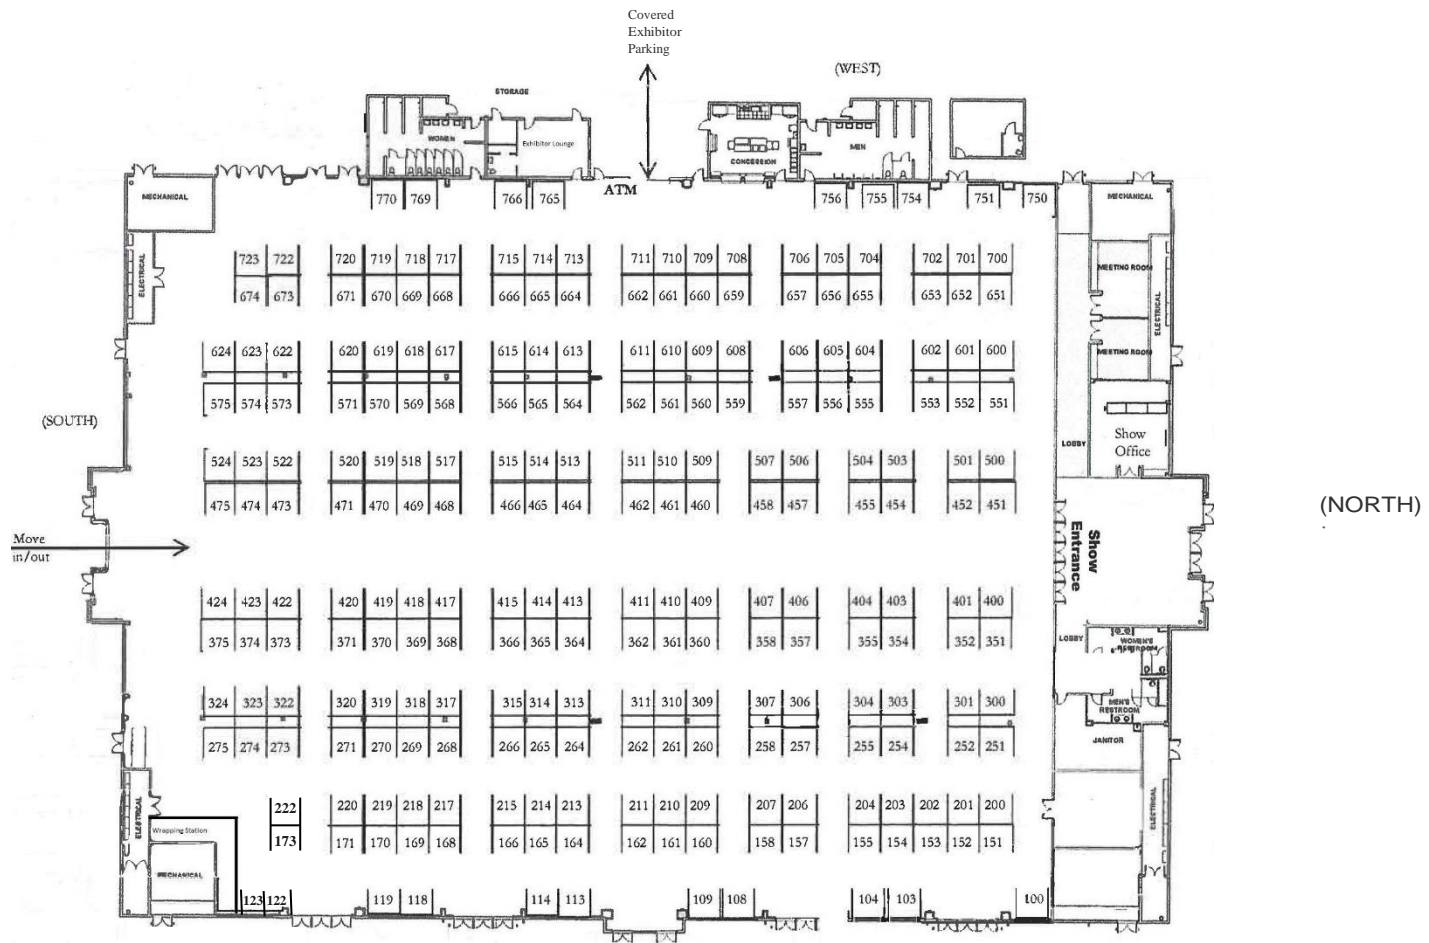 Covered
Exhibitor
Parking
(WEST)
STORAGE
WOMEN
Exhibitor Lounge
CONCESSION
MEN
ATM
MECHANICAL
770 769 766 765 756 755 754 751 750
MECHANICAL
723 722 720 719 718 717 715 714 713 711 710 709 708 706 705 704 702 701 700
MEETING ROOM
ELECTRICAL
674 673 671 670 669 668 666 665 664 662 661 660 659 657 656 655 653 652 651
ELECTRICAL
624 623 622 620 619 618 617 615 614 613 611 610 609 608 606 605 604 602 601 600
MEETING ROOM
575 574 573 571 570 569 568 566 565 564 562 561 560 559 557 556 555 553 552 551
(SOUTH)
LOBBY
Show
Office
524 523 522 520 519 518 517 515 514 513 511 510 509 507 506 504 503 501 500
475 474 473 471 470 469 468 466 465 464 462 461 460 458 457 455 454 452 451
(NORTH)
Move
in/out
Show
Entrance
424 423 422 420 419 418 417 415 414 413 411 410 409 407 406 404 403 401 400
375 374 373 371 370 369 368 366 365 364 362 361 360 358 357 355 354 352 351
LOBBY
WOMEN'S
RESTROOM
324 323 322 320 319 318 317 315 314 313 311 310 309 307 306 304 303 301 300
MEN'S
RESTROOM
275 274 273 271 270 269 268 266 265 264 262 261 260 258 257 255 254 252 251
JANITOR
222 220 219 218 217 215 214 213 211 210 209 207 206 204 203 202 201 200
ELECTRICAL
ELECTRICAL
Wrapping Station
173 171 170 169 168 166 165 164 162 161 160 158 157 155 154 153 152 151
MECHANICAL
123 122 119 118 114 113 109 108 104 103 100